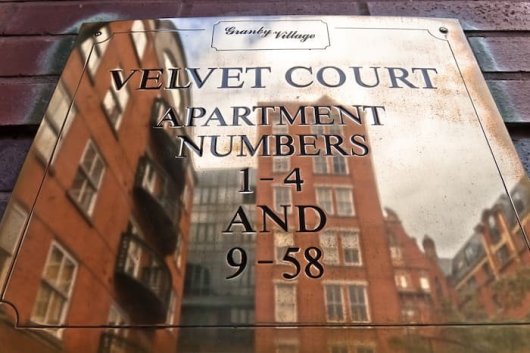 Granby Village
VELVET COURT
APARTMENT
NUMBERS
1 - 4
AND
9 - 58